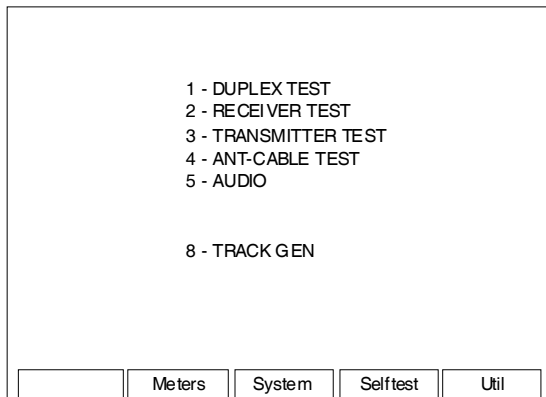 1 - DUPLEX TEST
2 - RECEIVER TEST
3 - TRANSMITTER TEST
4 - ANT-CABLE TEST
5 - AUDIO
8 - TRACK GEN
Meters System Selftest Util